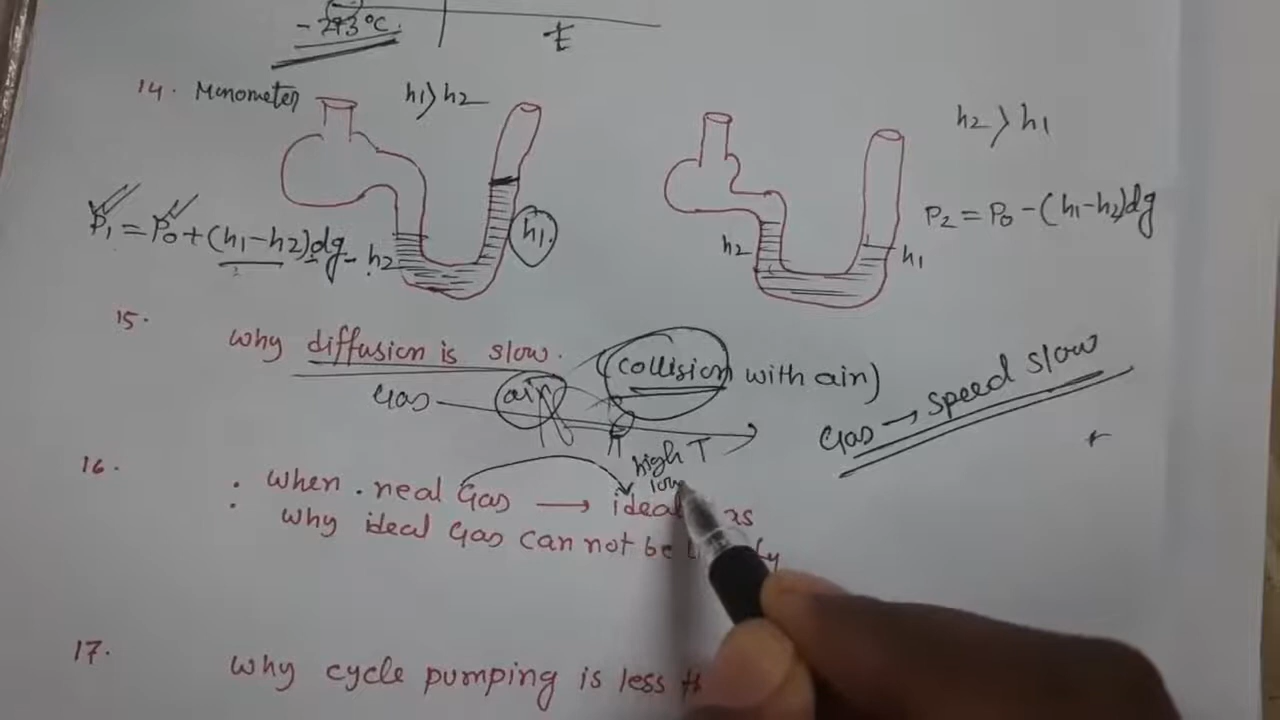 - 273°C
t
14. Manometer h1>h2
h2 > h1
P1 = P0 + (h1-h2)dg - h2
h1
h2
h1
P2 = P0 - (h1-h2)dg
15.
why diffusion is slow.
(collision with air)
Gas air
Gas → speed slow
high T
low
16.
. when . real Gas → ideal as
: why ideal Gas can not be
17.
why cycle pumping is less